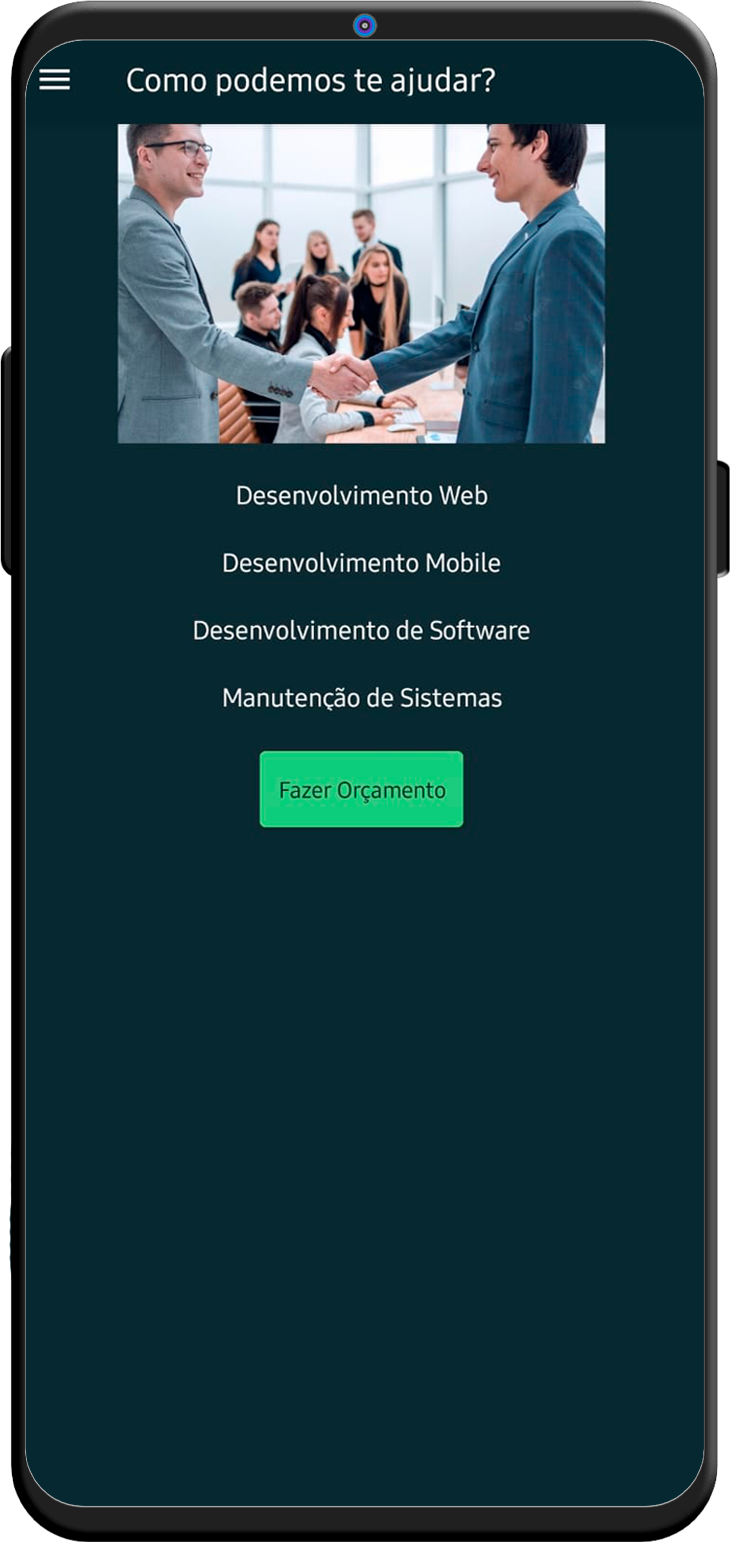 Como podemos te ajudar?
Desenvolvimento Web
Desenvolvimento Mobile
Desenvolvimento de Software
Manutenção de Sistemas
Fazer Orçamento